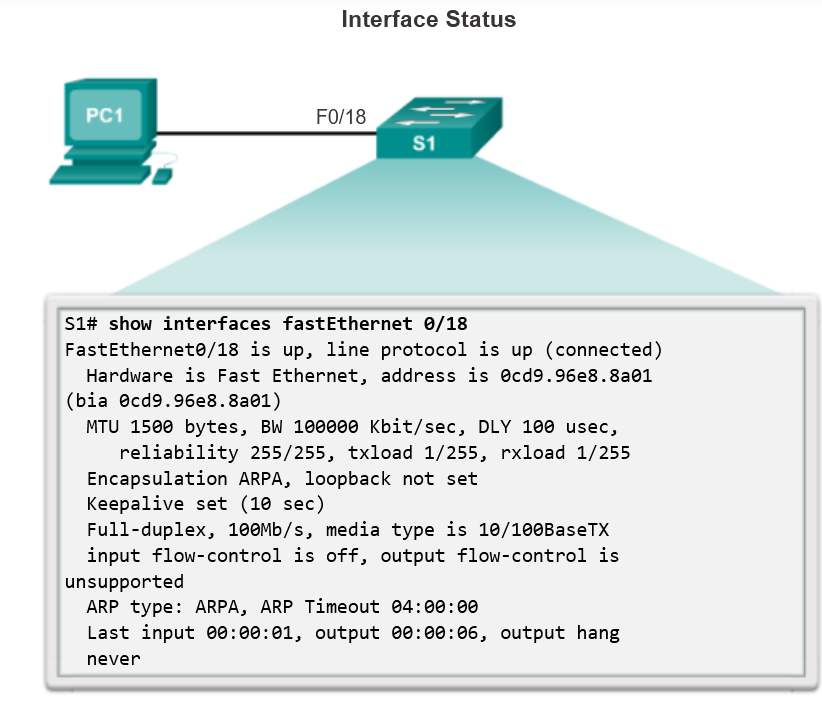 Interface Status
PC1
F0/18
S1
S1# show interfaces fastEthernet 0/18
FastEthernet0/18 is up, line protocol is up (connected)
Hardware is Fast Ethernet, address is 0cd9.96e8.8a01
(bia 0cd9.96e8.8a01)
MTU 1500 bytes, BW 100000 Kbit/sec, DLY 100 usec,
reliability 255/255, txload 1/255, rxload 1/255
Encapsulation ARPA, loopback not set
Keepalive set (10 sec)
Full-duplex, 100Mb/s, media type is 10/100BaseTX
input flow-control is off, output flow-control is
unsupported
ARP type: ARPA, ARP Timeout 04:00:00
Last input 00:00:01, output 00:00:06, output hang
never